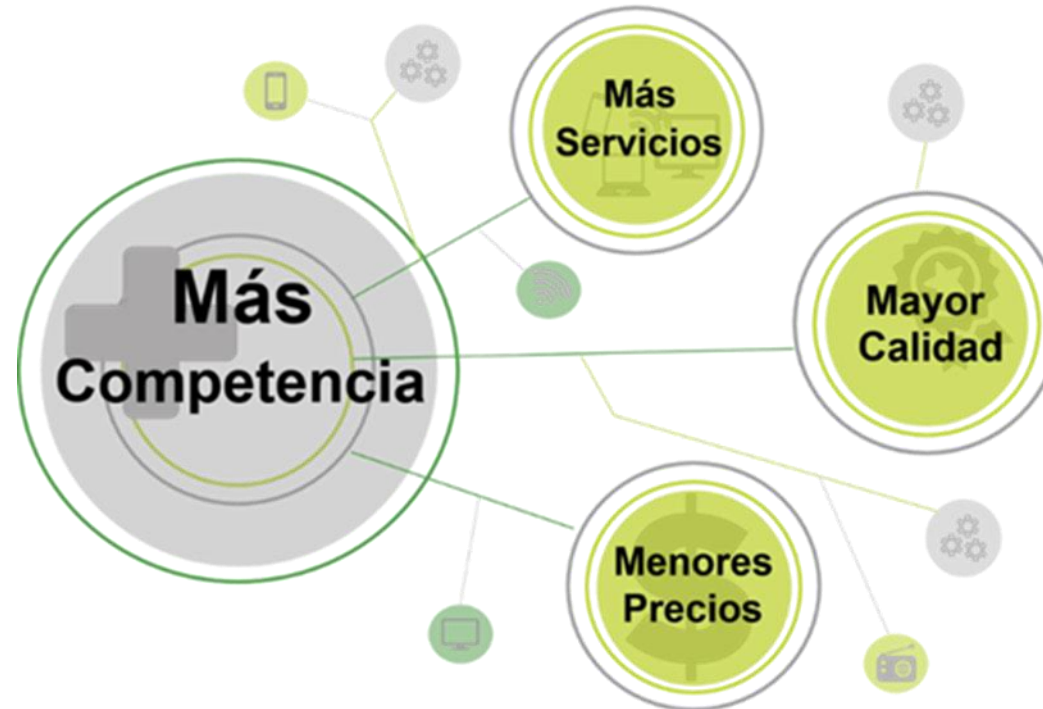 Más
Competencia
Más
Servicios
Mayor
Calidad
Menores
Precios